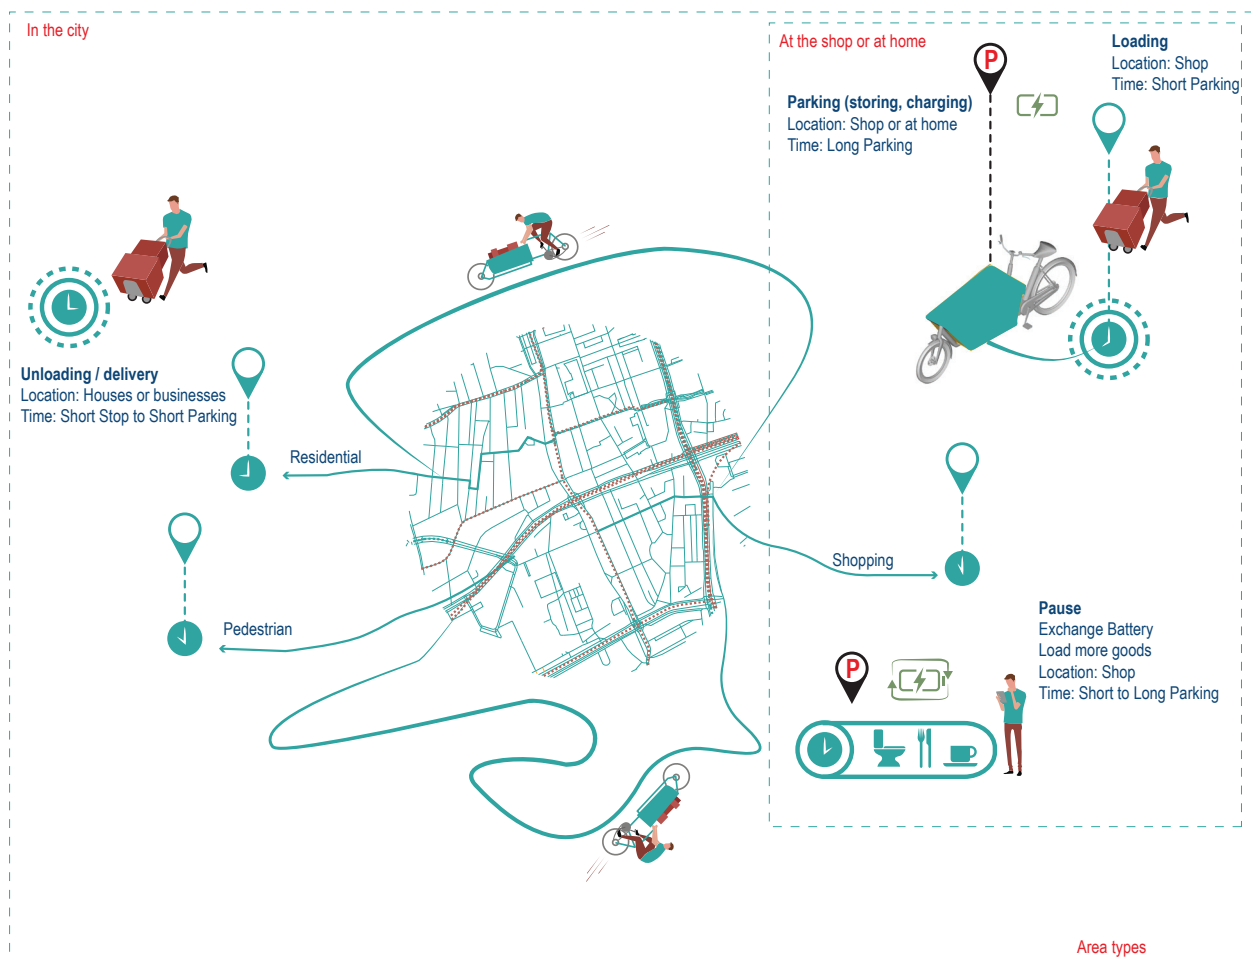 In the city
At the shop or at home
Loading
Location: Shop
Time: Short Parking
P
Parking (storing, charging)
Location: Shop or at home
Time: Long Parking
Unloading / delivery
Location: Houses or businesses
Time: Short Stop to Short Parking
Residential
Shopping
Pedestrian
Pause
Exchange Battery
Load more goods
Location: Shop
Time: Short to Long Parking
P
Area types